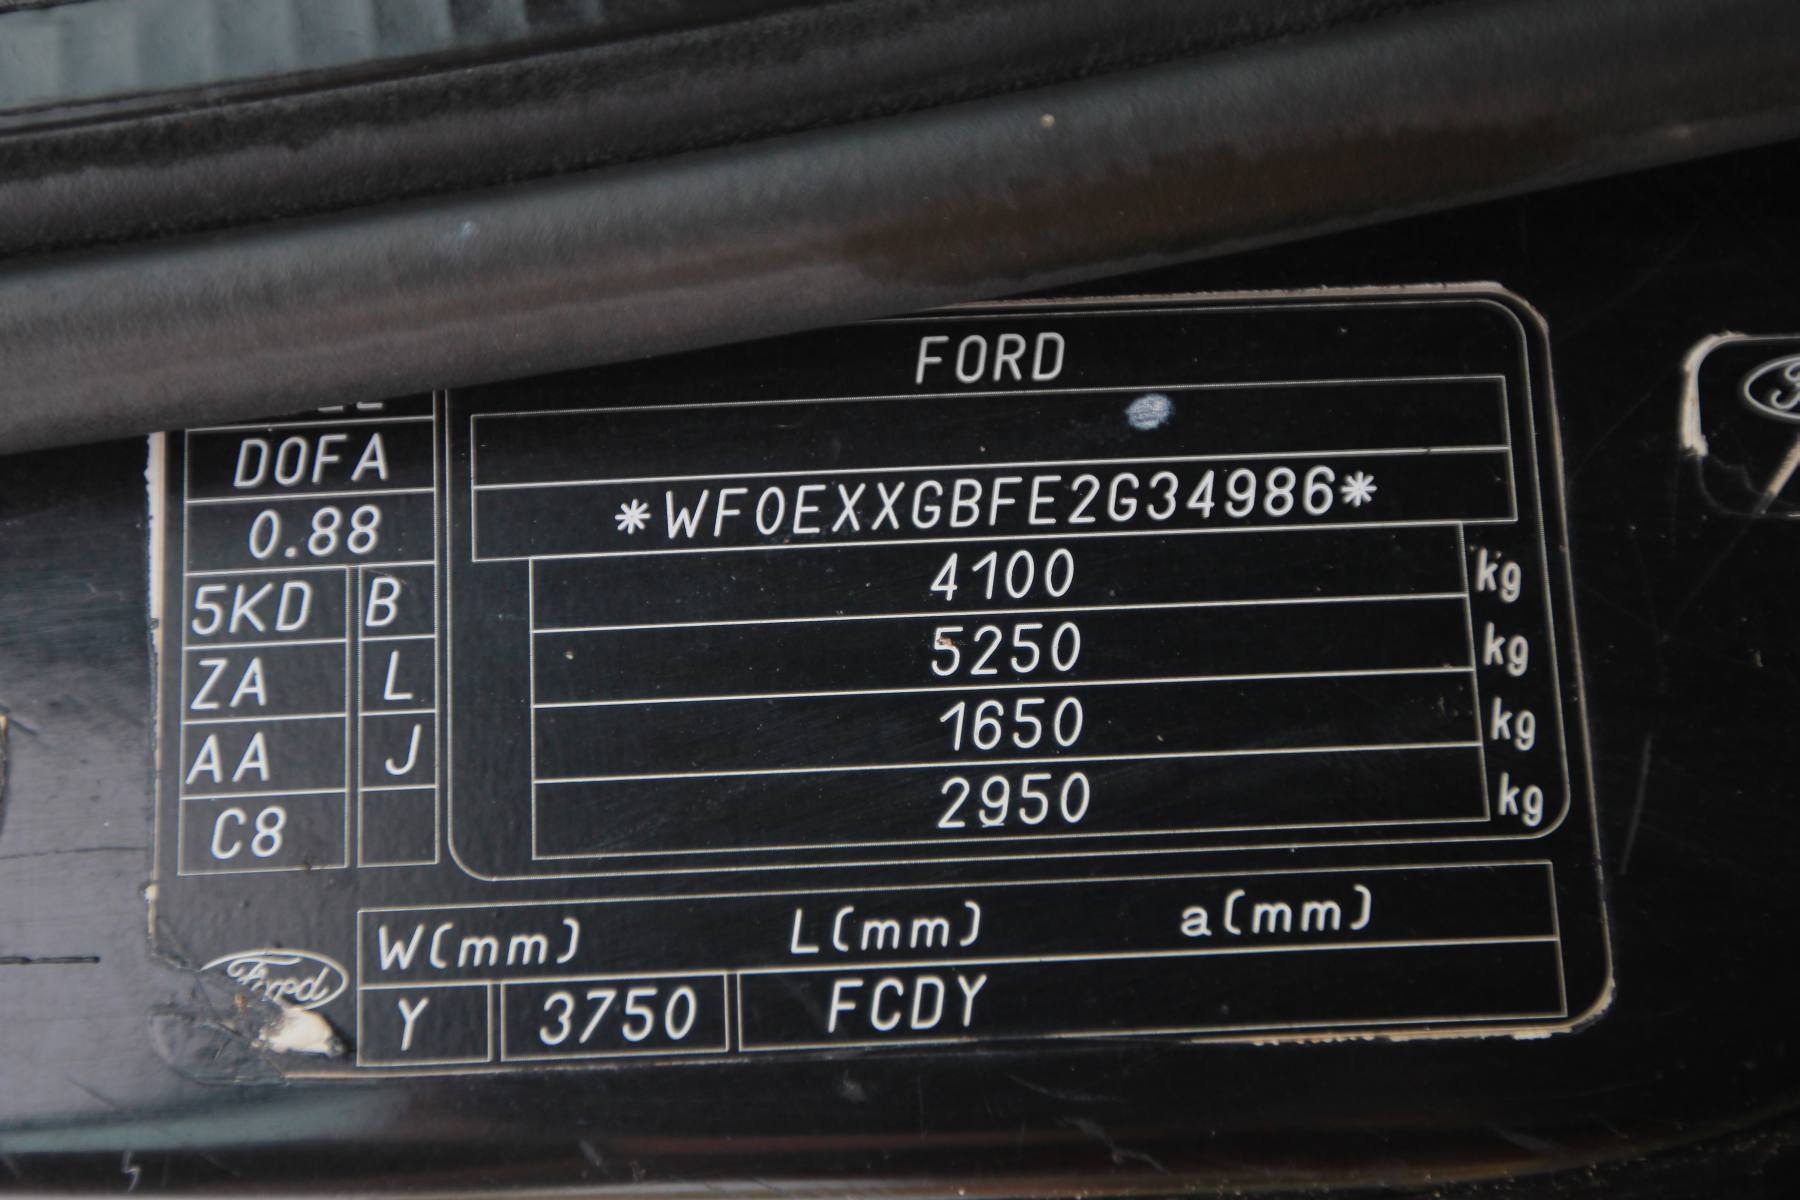 FORD
DOFA
*WF0EXXGBFE2G34986*
0.88
4100 kg
5KD B
5250 kg
ZA L
1650 kg
AA J
2950 kg
C8
W(mm) L(mm) a(mm)
Ford
Y 3750 FCDY